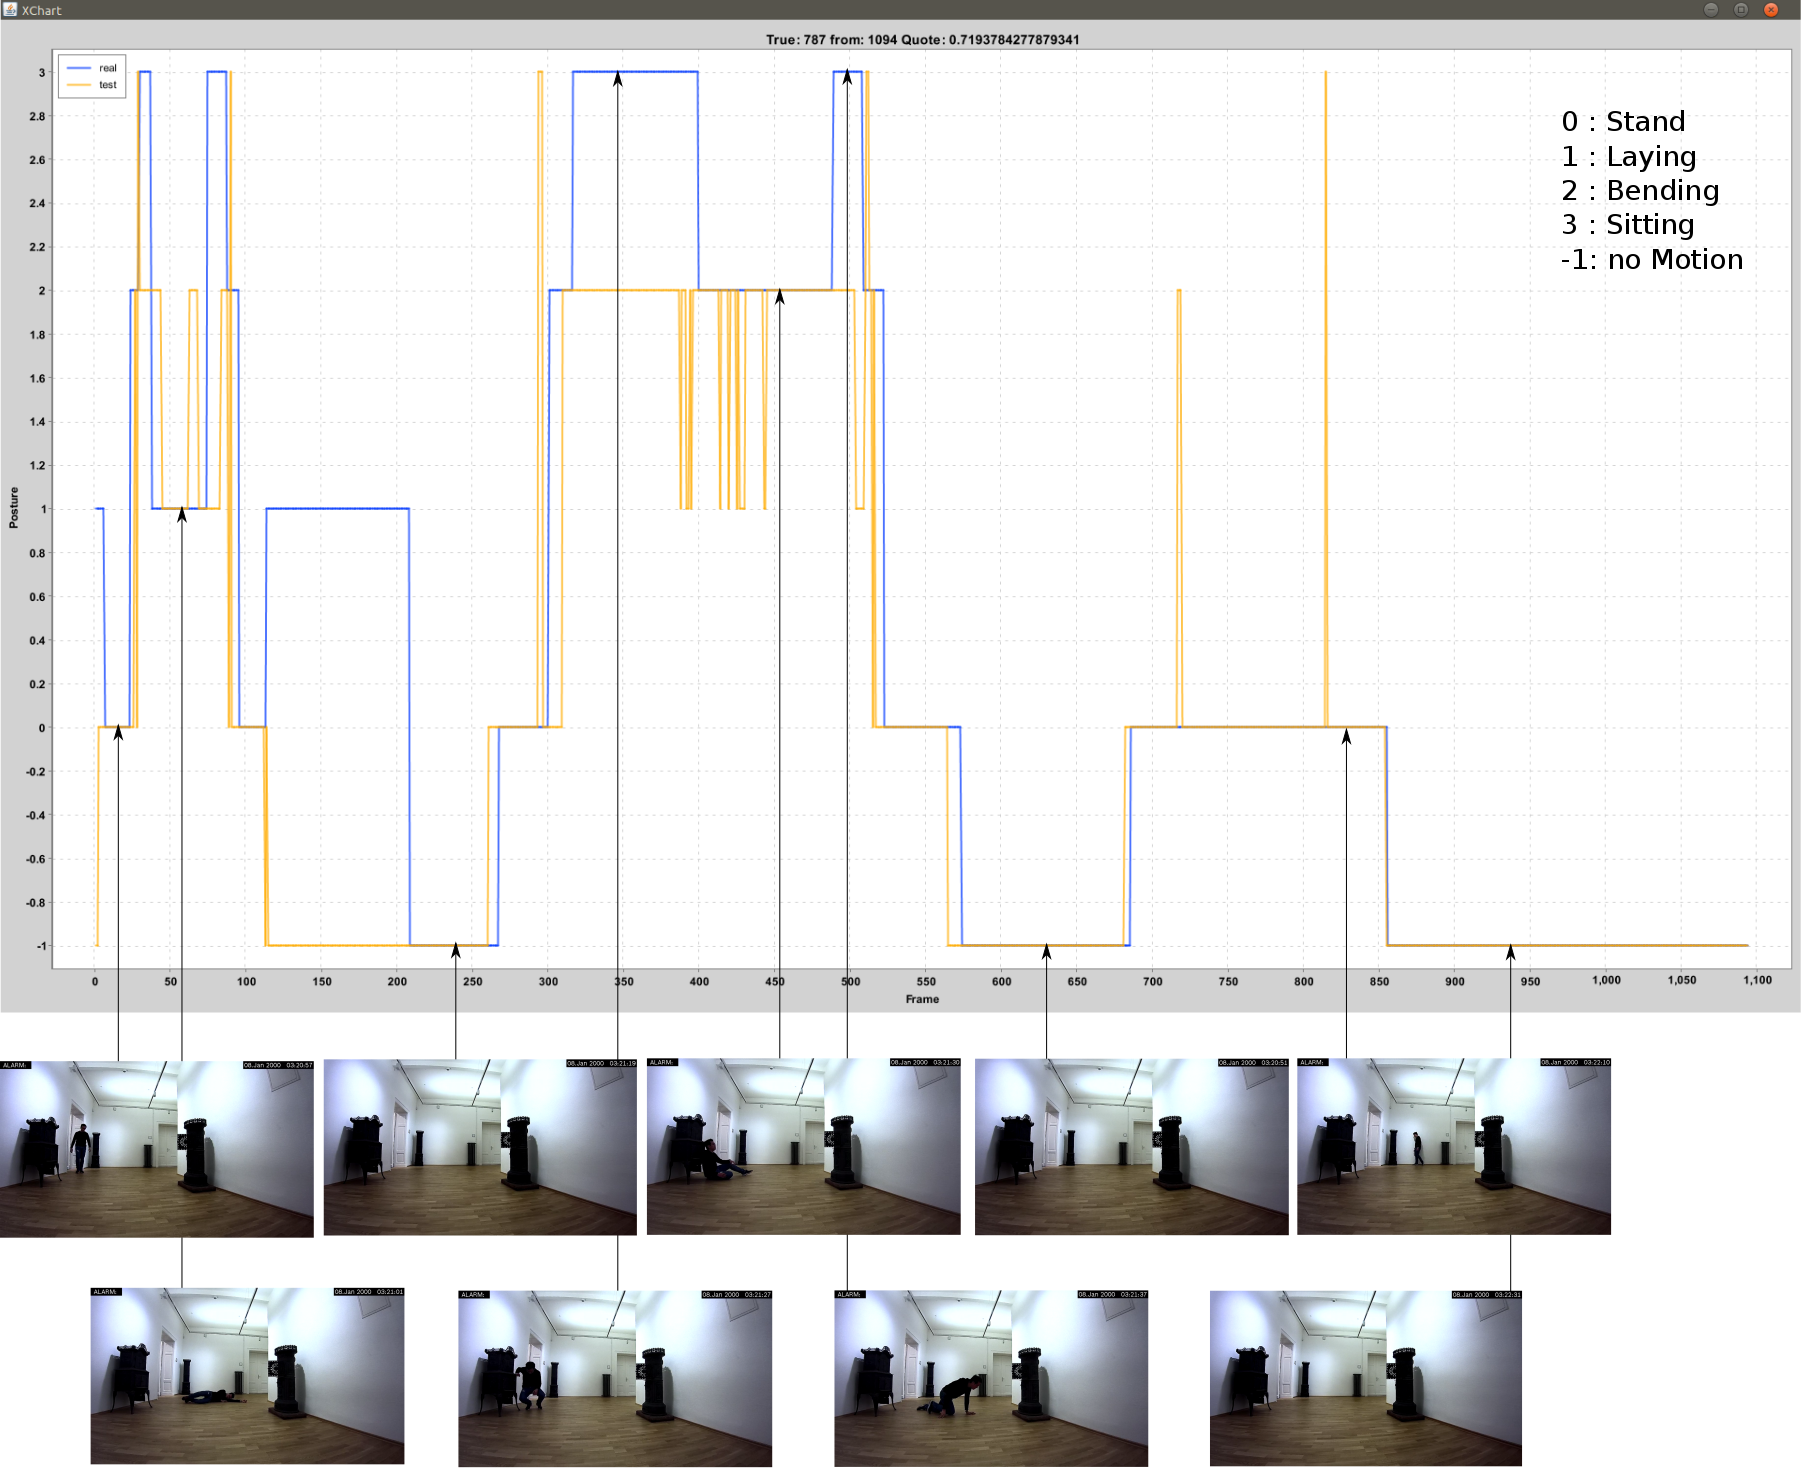 XChart
True: 787 from: 1094 Quote: 0.7193784277879341
real
test
0 : Stand
1 : Laying
2 : Bending
3 : Sitting
-1: no Motion
Posture
3
2.8
2.6
2.4
2.2
2
1.8
1.6
1.4
1.2
1
0.8
0.6
0.4
0.2
0
-0.2
-0.4
-0.6
-0.8
-1
0 50 100 150 200 250 300 350 400 450 500 550 600 650 700 750 800 850 900 950 1,000 1,050 1,100
Frame
ALARM: 08.Jan 2000 03:20:57
08.Jan 2000 03:21:19
ALARM: 08.Jan 2000 03:21:30
08.Jan 2000 03:20:51
ALARM: 08.Jan 2000 03:22:10
ALARM: 08.Jan 2000 03:21:01
ALARM: 08.Jan 2000 03:21:27
ALARM: 08.Jan 2000 03:21:37
08.Jan 2000 03:22:31